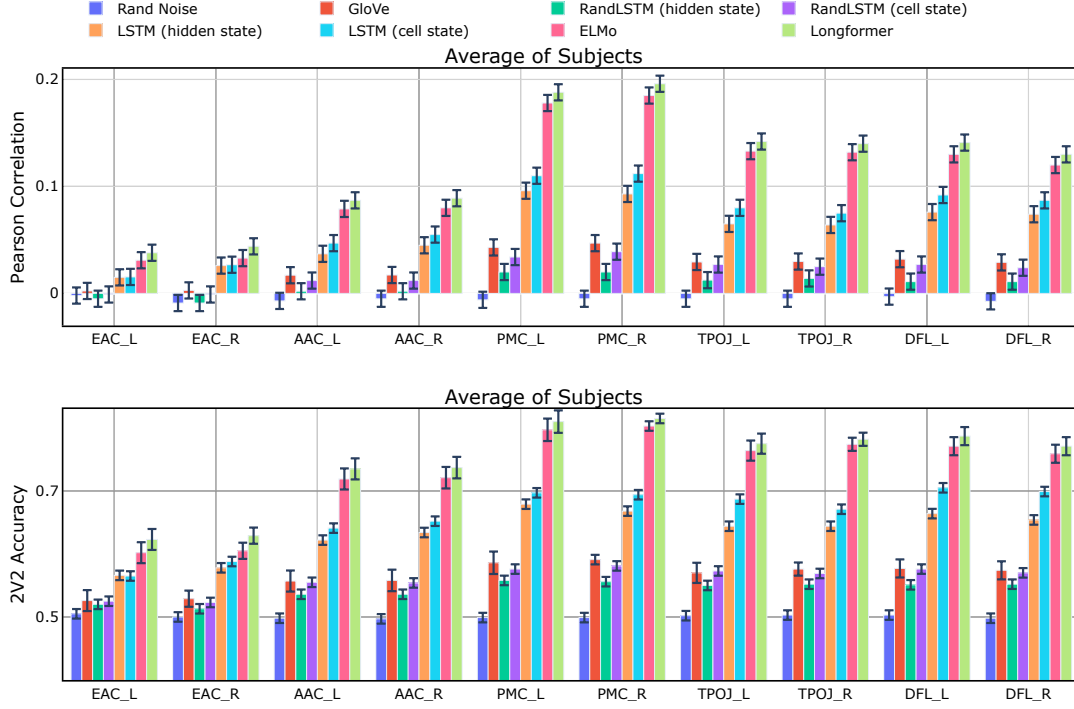 Rand Noise GloVe RandLSTM (hidden state) RandLSTM (cell state)
LSTM (hidden state) LSTM (cell state) ELMo Longformer
Average of Subjects
0.2
0.1
0
Pearson Correlation
EAC_L EAC_R AAC_L AAC_R PMC_L PMC_R TPOJ_L TPOJ_R DFL_L DFL_R
Average of Subjects
0.7
0.5
2V2 Accuracy
EAC_L EAC_R AAC_L AAC_R PMC_L PMC_R TPOJ_L TPOJ_R DFL_L DFL_R